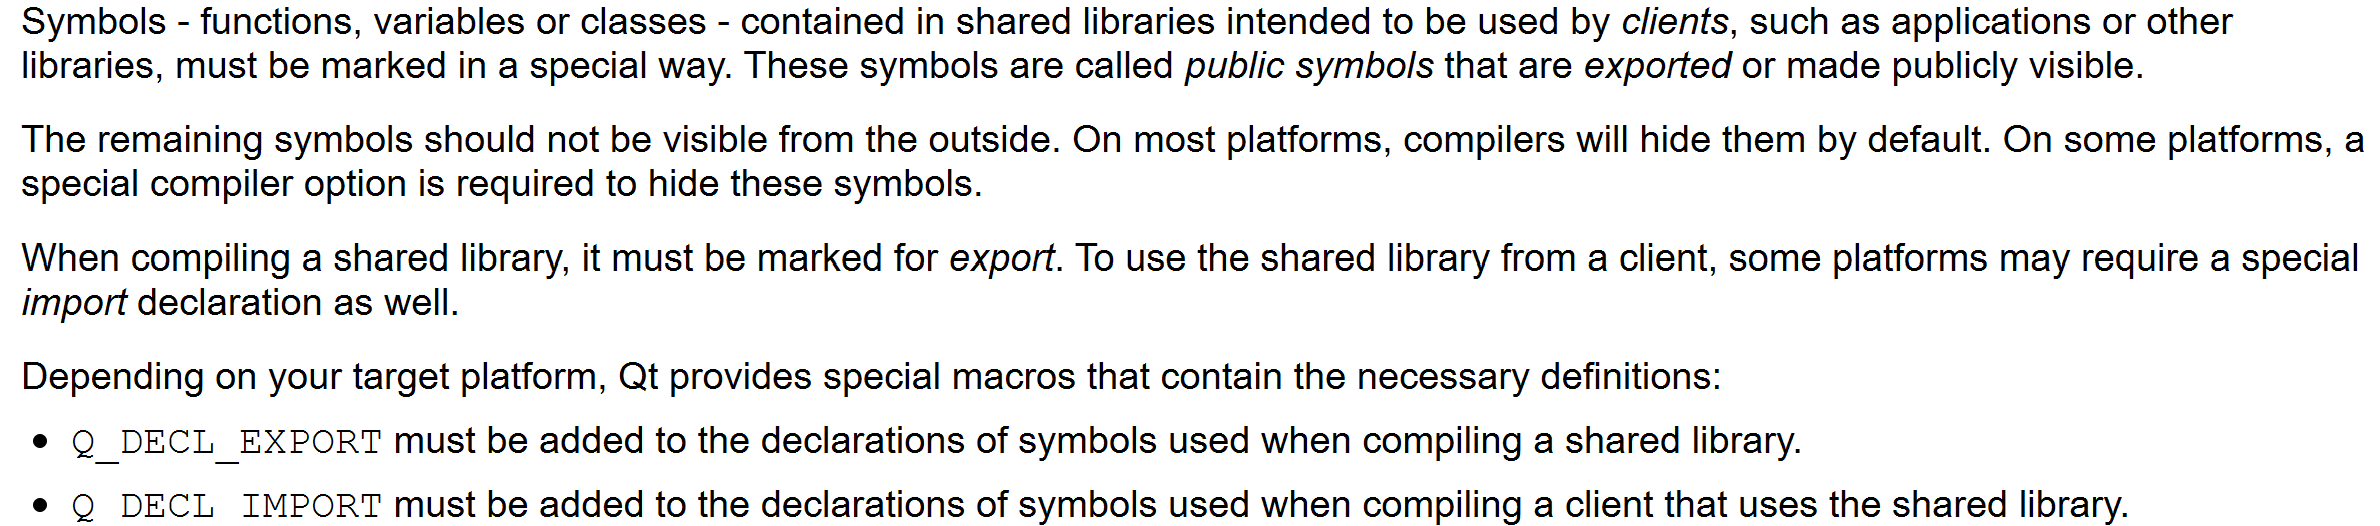 Symbols - functions, variables or classes - contained in shared libraries intended to be used by clients, such as applications or other
libraries, must be marked in a special way. These symbols are called public symbols that are exported or made publicly visible.
The remaining symbols should not be visible from the outside. On most platforms, compilers will hide them by default. On some platforms, a
special compiler option is required to hide these symbols.
When compiling a shared library, it must be marked for export. To use the shared library from a client, some platforms may require a special
import declaration as well.
Depending on your target platform, Qt provides special macros that contain the necessary definitions:
• Q_DECL_EXPORT must be added to the declarations of symbols used when compiling a shared library.
• Q_DECL_IMPORT must be added to the declarations of symbols used when compiling a client that uses the shared library.